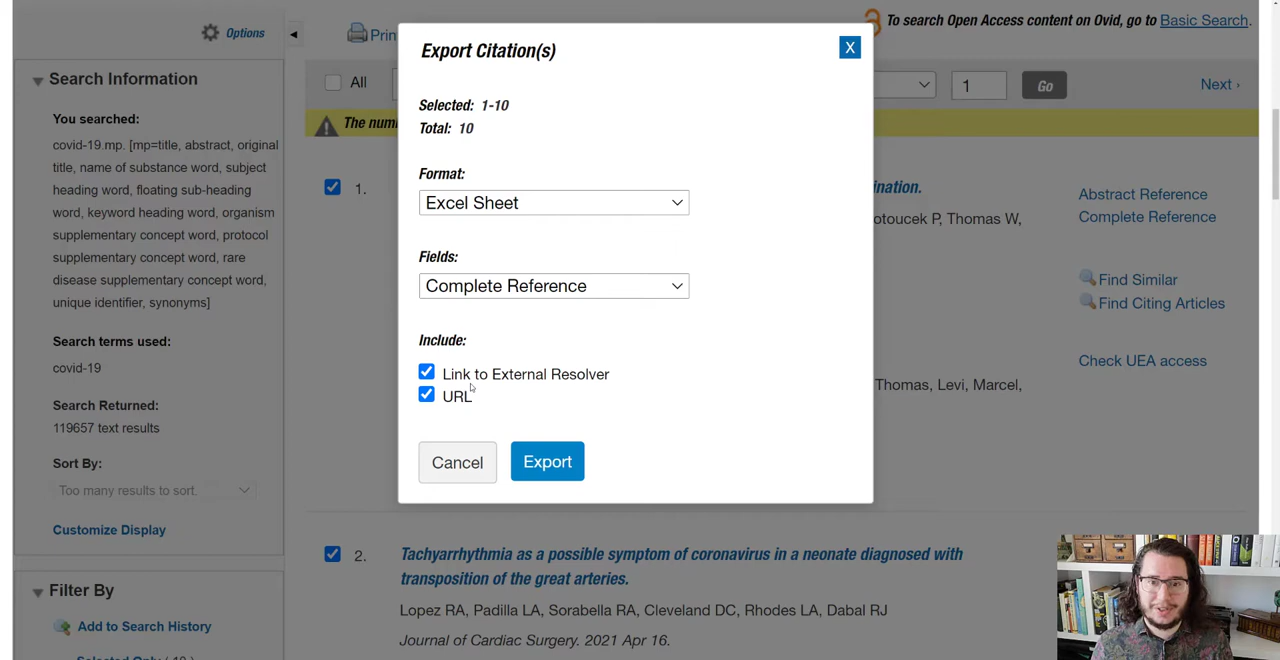 Options
Prin
To search Open Access content on Ovid, go to Basic Search.
Search Information
All
1
Go
Next ›
You searched:
covid-19.mp. [mp=title, abstract, original
title, name of substance word, subject
heading word, floating sub-heading
word, keyword heading word, organism
supplementary concept word, protocol
supplementary concept word, rare
disease supplementary concept word,
unique identifier, synonyms]
Search terms used:
covid-19
Search Returned:
119657 text results
Sort By:
Too many results to sort.
Customize Display
Filter By
Add to Search History
Selected Only (10)
The num
Export Citation(s)
X
Selected: 1-10
Total: 10
Format:
Excel Sheet
Fields:
Complete Reference
Include:
Link to External Resolver
URL
Cancel
Export
1.
ination.
otoucek P, Thomas W,
Thomas, Levi, Marcel,
Abstract Reference
Complete Reference
Find Similar
Find Citing Articles
Check UEA access
2.
Tachyarrhythmia as a possible symptom of coronavirus in a neonate diagnosed with
transposition of the great arteries.
Lopez RA, Padilla LA, Sorabella RA, Cleveland DC, Rhodes LA, Dabal RJ
Journal of Cardiac Surgery. 2021 Apr 16.